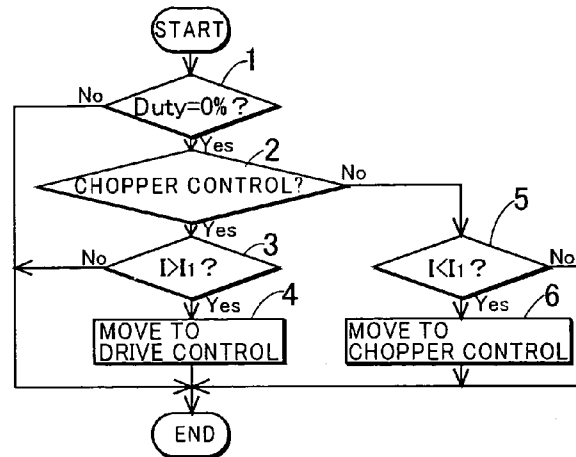 START
1
No
Duty=0%?
Yes
2
CHOPPER CONTROL?
No
Yes
3
5
No
I>I1?
I<I1?
No
Yes
4
Yes
6
MOVE TO
DRIVE CONTROL
MOVE TO
CHOPPER CONTROL
END